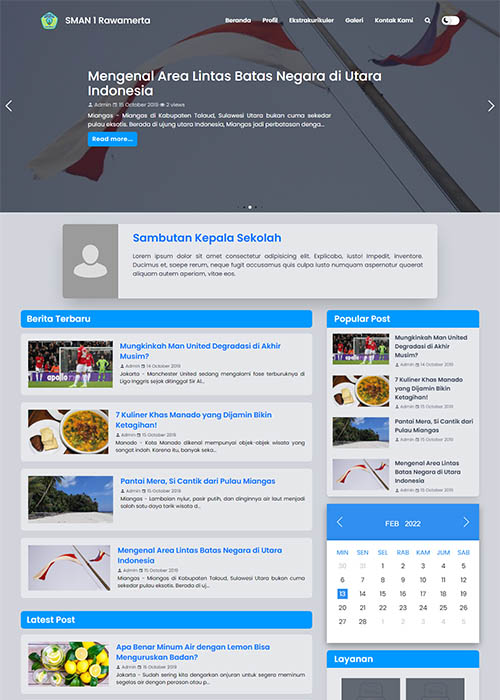 SMAN 1 Rawamerta
Beranda Profil Ekstrakurikuler Galeri Kontak Kami
Mengenal Area Lintas Batas Negara di Utara
Indonesia
Admin 15 October 2019 2 views
Miangas - Miangas di Kabupaten Talaud, Sulawesi Utara bukan cuma sekedar
pulau eksotis. Berada di ujung utara Indonesia, Miangas jadi perbatasan denga...
Read more...
Sambutan Kepala Sekolah
Lorem ipsum dolor sit amet consectetur adipisicing elit. Explicabo, iusto! Impedit, inventore.
Ducimus et, saepe rerum, neque fugit accusamus quis culpa iusto numquam aspernatur quaerat
aliquam autem aperiam, vitae eos.
Berita Terbaru
Mungkinkah Man United Degradasi di Akhir
Musim?
Admin 14 October 2019
Jakarta - Manchester United sedang mengalami fase terburuknya di
Liga Inggris sejak ditinggal Sir Al...
apollo
7 Kuliner Khas Manado yang Dijamin Bikin
Ketagihan!
Admin 15 October 2019
Manado - Kota Manado dikenal mempunyai objek-objek wisata yang
sangat indah. Karena itu, banyak seka...
Pantai Mera, Si Cantik dari Pulau Miangas
Admin 15 October 2019
Miangas - Lambaian nyiur, pasir putih, dan dinginnya air laut menjadi
salah satu daya tarik wisata d...
Mengenal Area Lintas Batas Negara di Utara
Indonesia
Admin 15 October 2019
Miangas - Miangas di Kabupaten Talaud, Sulawesi Utara bukan cuma
sekedar pulau eksotis. Berada di uj...
Latest Post
Apa Benar Minum Air dengan Lemon Bisa
Menguruskan Badan?
Admin 16 October 2019
Jakarta - Sudah sering kita dengarkan anjuran untuk segera meminum
segelas air dengan perasan lemon atau p...
Popular Post
Mungkinkah Man United
Degradasi di Akhir
Musim?
Admin 14 October 2019
7 Kuliner Khas Manado
yang Dijamin Bikin
Ketagihan!
Admin 15 October 2019
Pantai Mera, Si Cantik dari
Pulau Miangas
Admin 15 October 2019
Mengenal Area Lintas
Batas Negara di Utara
Indonesia
Admin 15 October 2019
FEB 2022
MIN SEN SEL RAB KAM JUM SAB
30 31 1 2 3 4 5
6 7 8 9 10 11 12
13 14 15 16 17 18 19
20 21 22 23 24 25 26
27 28 1 2 3 4 5
Layanan